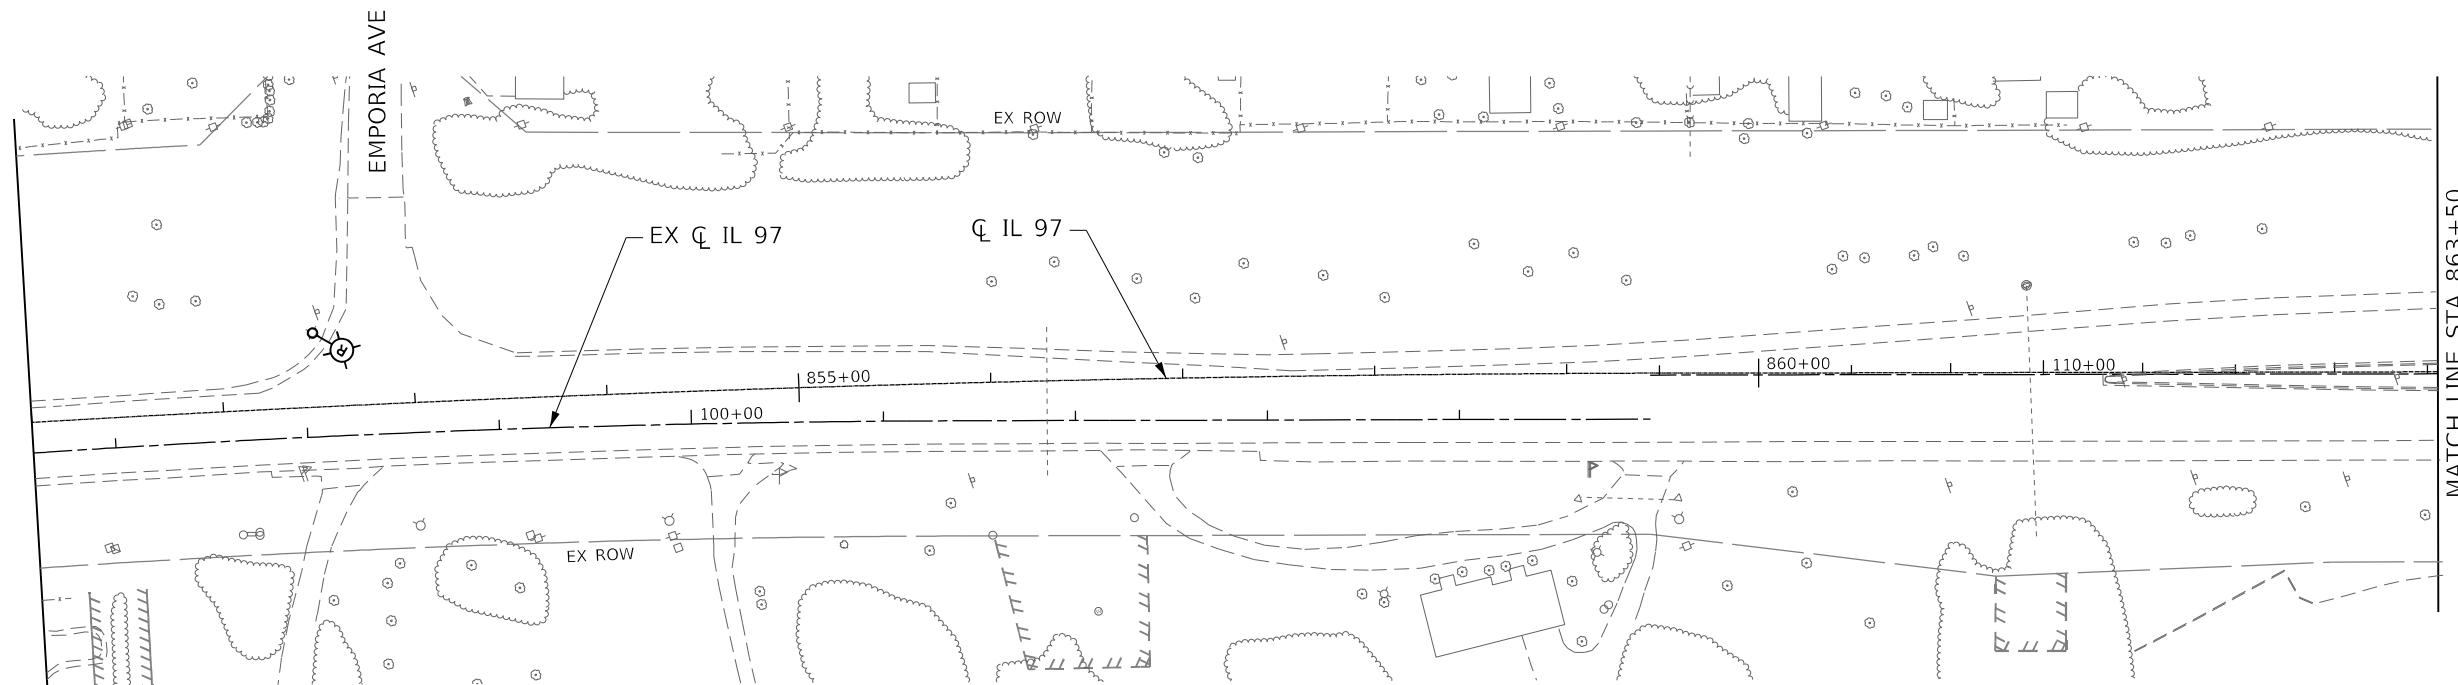 EMPORIA AVE
EX ROW
EX ℄ IL 97
℄ IL 97
860+00
110+00
855+00
100+00
R
EX ROW
MATCH LINE STA 863+50